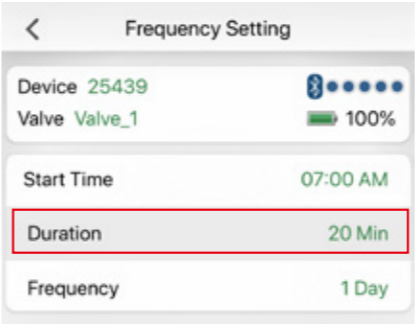 Frequency Setting
Device 25439
Valve Valve_1 100%
Start Time 07:00 AM
Duration 20 Min
Frequency 1 Day